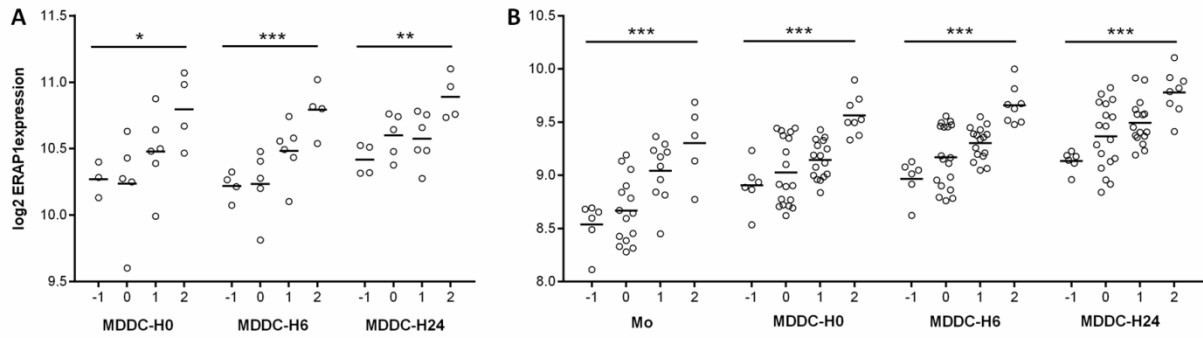 A
log2 ERAP1expression
11.5
11.0
10.5
10.0
9.5
* *** **
-1 0 1 2 -1 0 1 2 -1 0 1 2
MDDC-H0 MDDC-H6 MDDC-H24
B
10.5
10.0
9.5
9.0
8.5
8.0
*** *** *** ***
-1 0 1 2 -1 0 1 2 -1 0 1 2 -1 0 1 2
Mo MDDC-H0 MDDC-H6 MDDC-H24